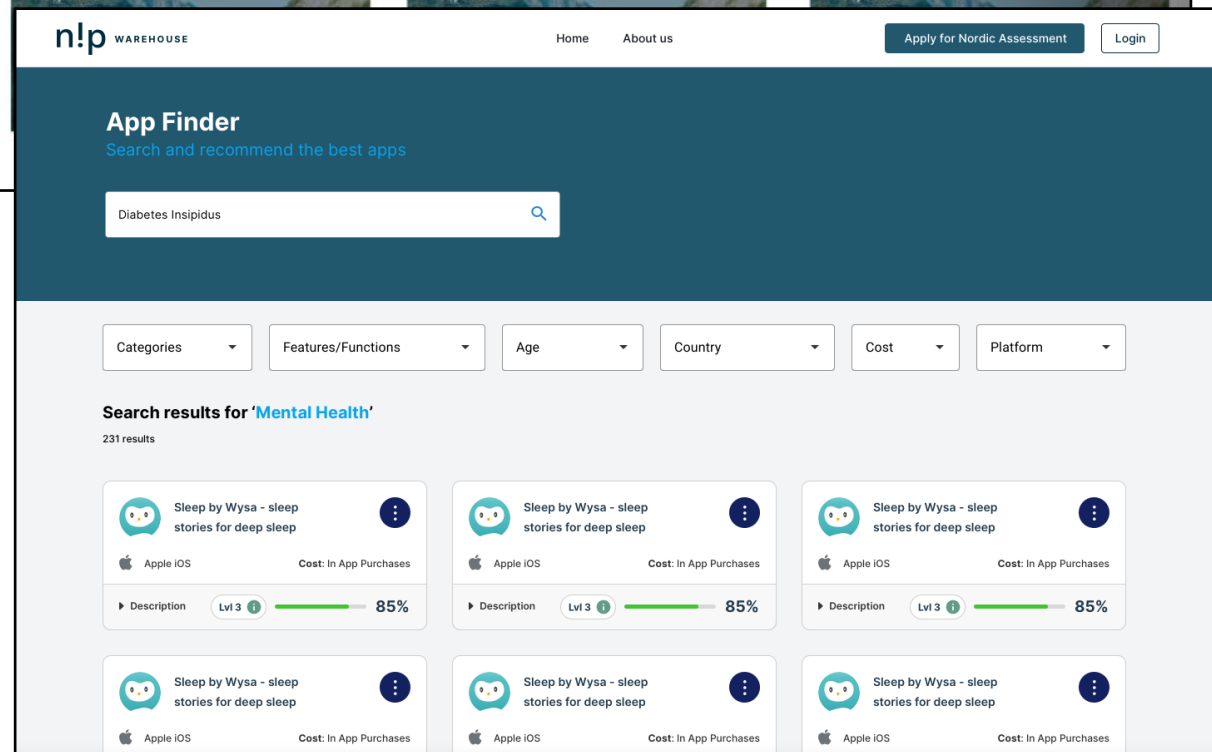 n!p WAREHOUSE
Home
About us
Apply for Nordic Assessment
Login
App Finder
Search and recommend the best apps
Diabetes Insipidus
Categories
Features/Functions
Age
Country
Cost
Platform
Search results for ‘Mental Health’
231 results
Sleep by Wysa - sleep
stories for deep sleep
Apple iOS
Cost: In App Purchases
Description
Lvl 3 i
85%
Sleep by Wysa - sleep
stories for deep sleep
Apple iOS
Cost: In App Purchases
Description
Lvl 3 i
85%
Sleep by Wysa - sleep
stories for deep sleep
Apple iOS
Cost: In App Purchases
Description
Lvl 3 i
85%
Sleep by Wysa - sleep
stories for deep sleep
Apple iOS
Cost: In App Purchases
Sleep by Wysa - sleep
stories for deep sleep
Apple iOS
Cost: In App Purchases
Sleep by Wysa - sleep
stories for deep sleep
Apple iOS
Cost: In App Purchases